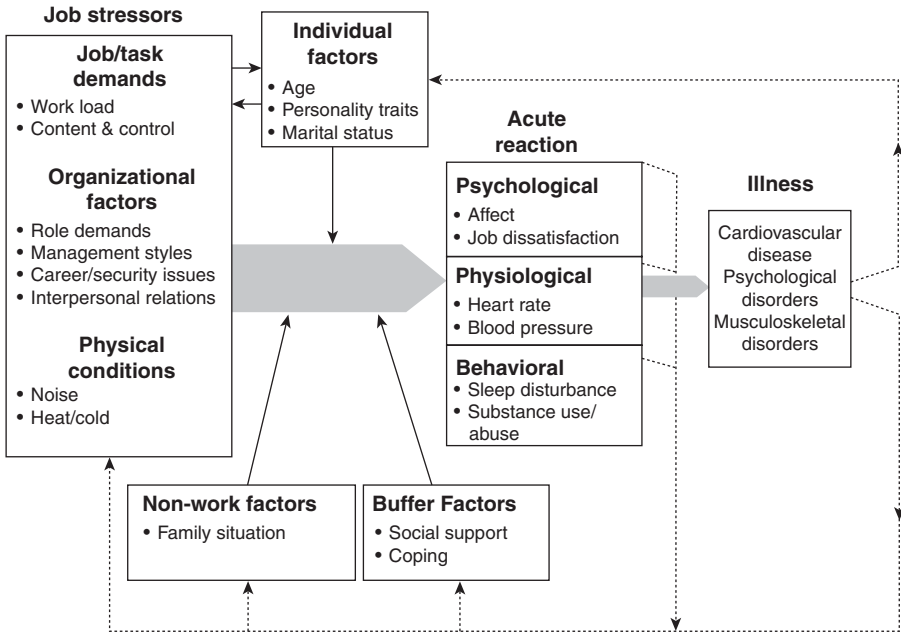 Job stressors
Job/task
demands
• Work load
• Content & control
Organizational
factors
• Role demands
• Management styles
• Career/security issues
• Interpersonal relations
Physical
conditions
• Noise
• Heat/cold
Individual
factors
• Age
• Personality traits
• Marital status
Acute
reaction
Psychological
• Affect
• Job dissatisfaction
Physiological
• Heart rate
• Blood pressure
Behavioral
• Sleep disturbance
• Substance use/
abuse
Illness
Cardiovascular
disease
Psychological
disorders
Musculoskeletal
disorders
Non-work factors
• Family situation
Buffer Factors
• Social support
• Coping